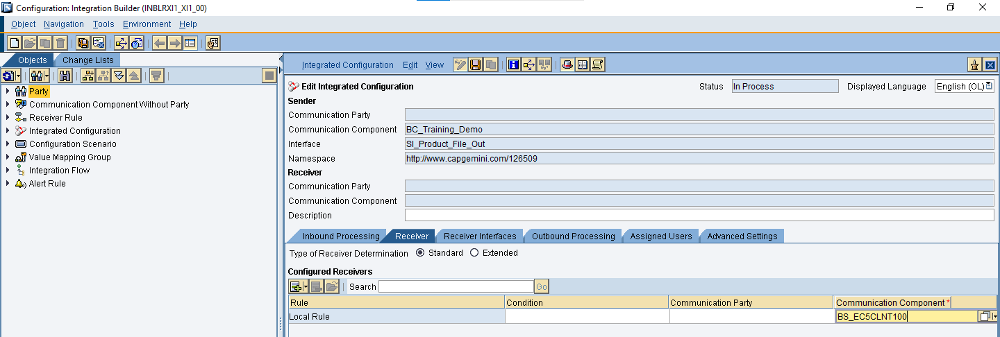 Configuration: Integration Builder (INBLRXI1_XI1_00)
Object Navigation Tools Environment Help
Objects Change Lists
Party
Communication Component Without Party
Receiver Rule
Integrated Configuration
Configuration Scenario
Value Mapping Group
Integration Flow
Alert Rule
Integrated Configuration Edit View
Edit Integrated Configuration Status In Process Displayed Language English (OL)
Sender
Communication Party
Communication Component BC_Training_Demo
Interface SI_Product_File_Out
Namespace http://www.capgemini.com/126509
Receiver
Communication Party
Communication Component
Description
Inbound Processing Receiver Receiver Interfaces Outbound Processing Assigned Users Advanced Settings
Type of Receiver Determination Standard Extended
Configured Receivers
Search Go
Rule Condition Communication Party Communication Component *
Local Rule BS_EC5CLNT100